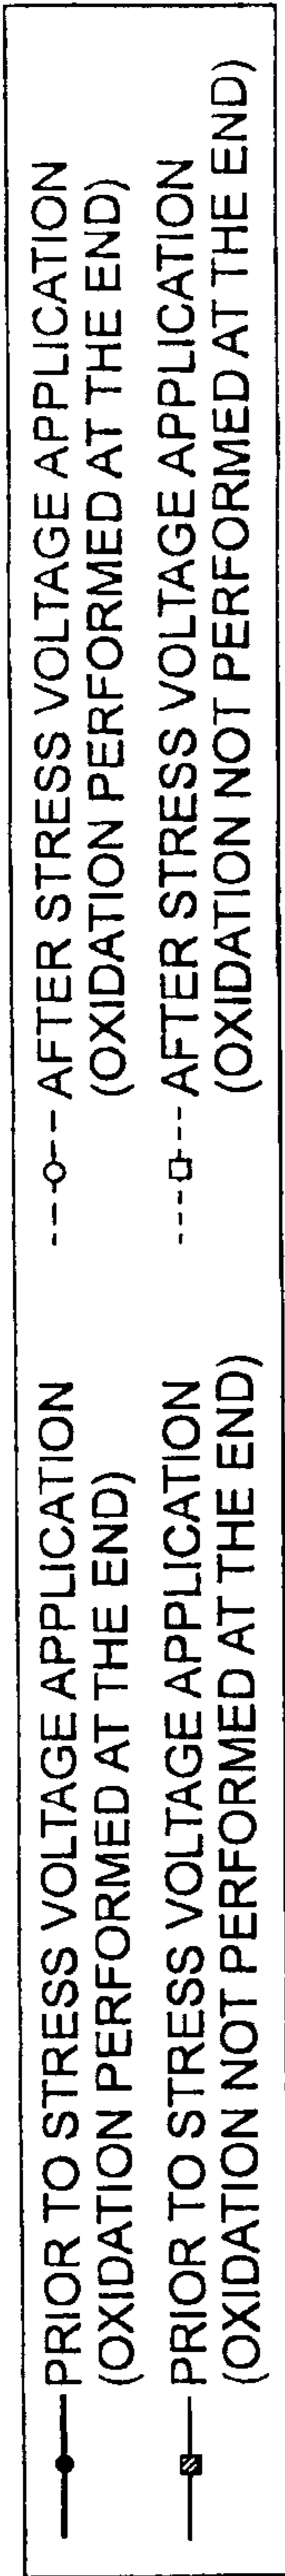 PRIOR TO STRESS VOLTAGE APPLICATION
(OXIDATION PERFORMED AT THE END)
PRIOR TO STRESS VOLTAGE APPLICATION
(OXIDATION NOT PERFORMED AT THE END)
AFTER STRESS VOLTAGE APPLICATION
(OXIDATION PERFORMED AT THE END)
AFTER STRESS VOLTAGE APPLICATION
(OXIDATION NOT PERFORMED AT THE END)